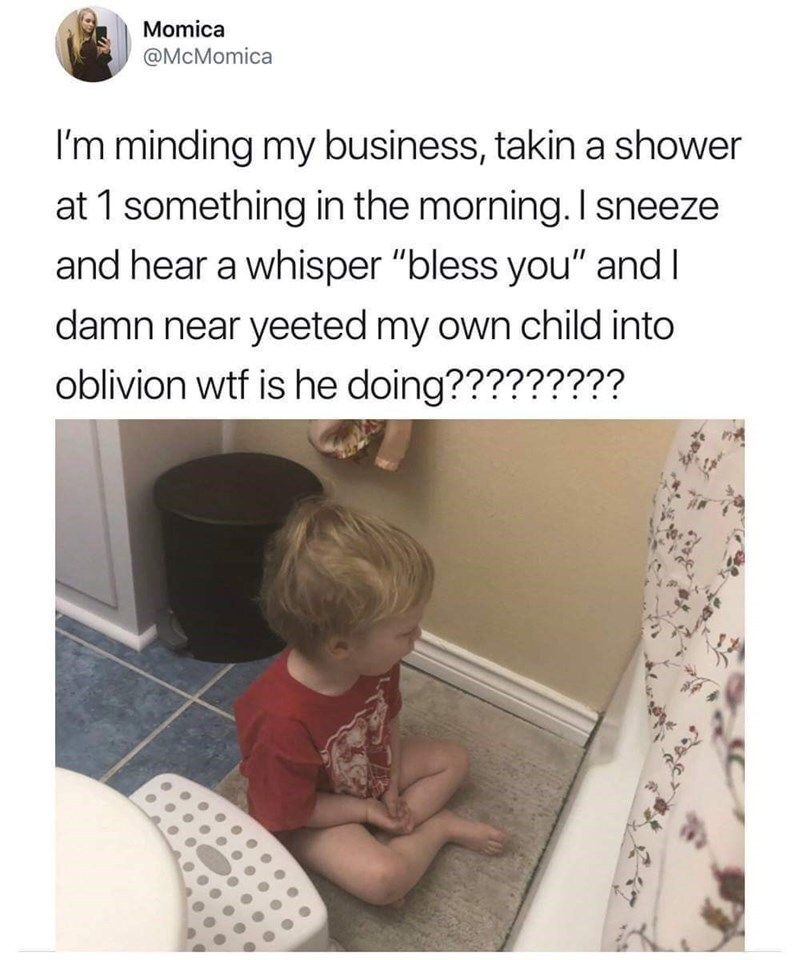 Momica
@McMomica
I'm minding my business, takin a shower
at 1 something in the morning. I sneeze
and hear a whisper "bless you" and I
damn near yeeted my own child into
oblivion wtf is he doing?????????